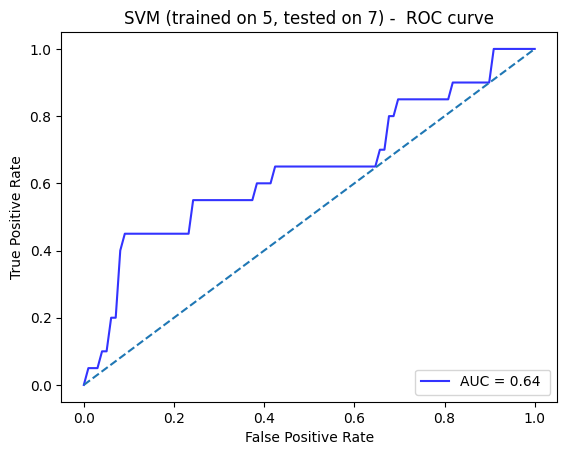 SVM (trained on 5, tested on 7) -  ROC curve
True Positive Rate
1.0
0.8
0.6
0.4
0.2
0.0
AUC = 0.64
0.0 0.2 0.4 0.6 0.8 1.0
False Positive Rate